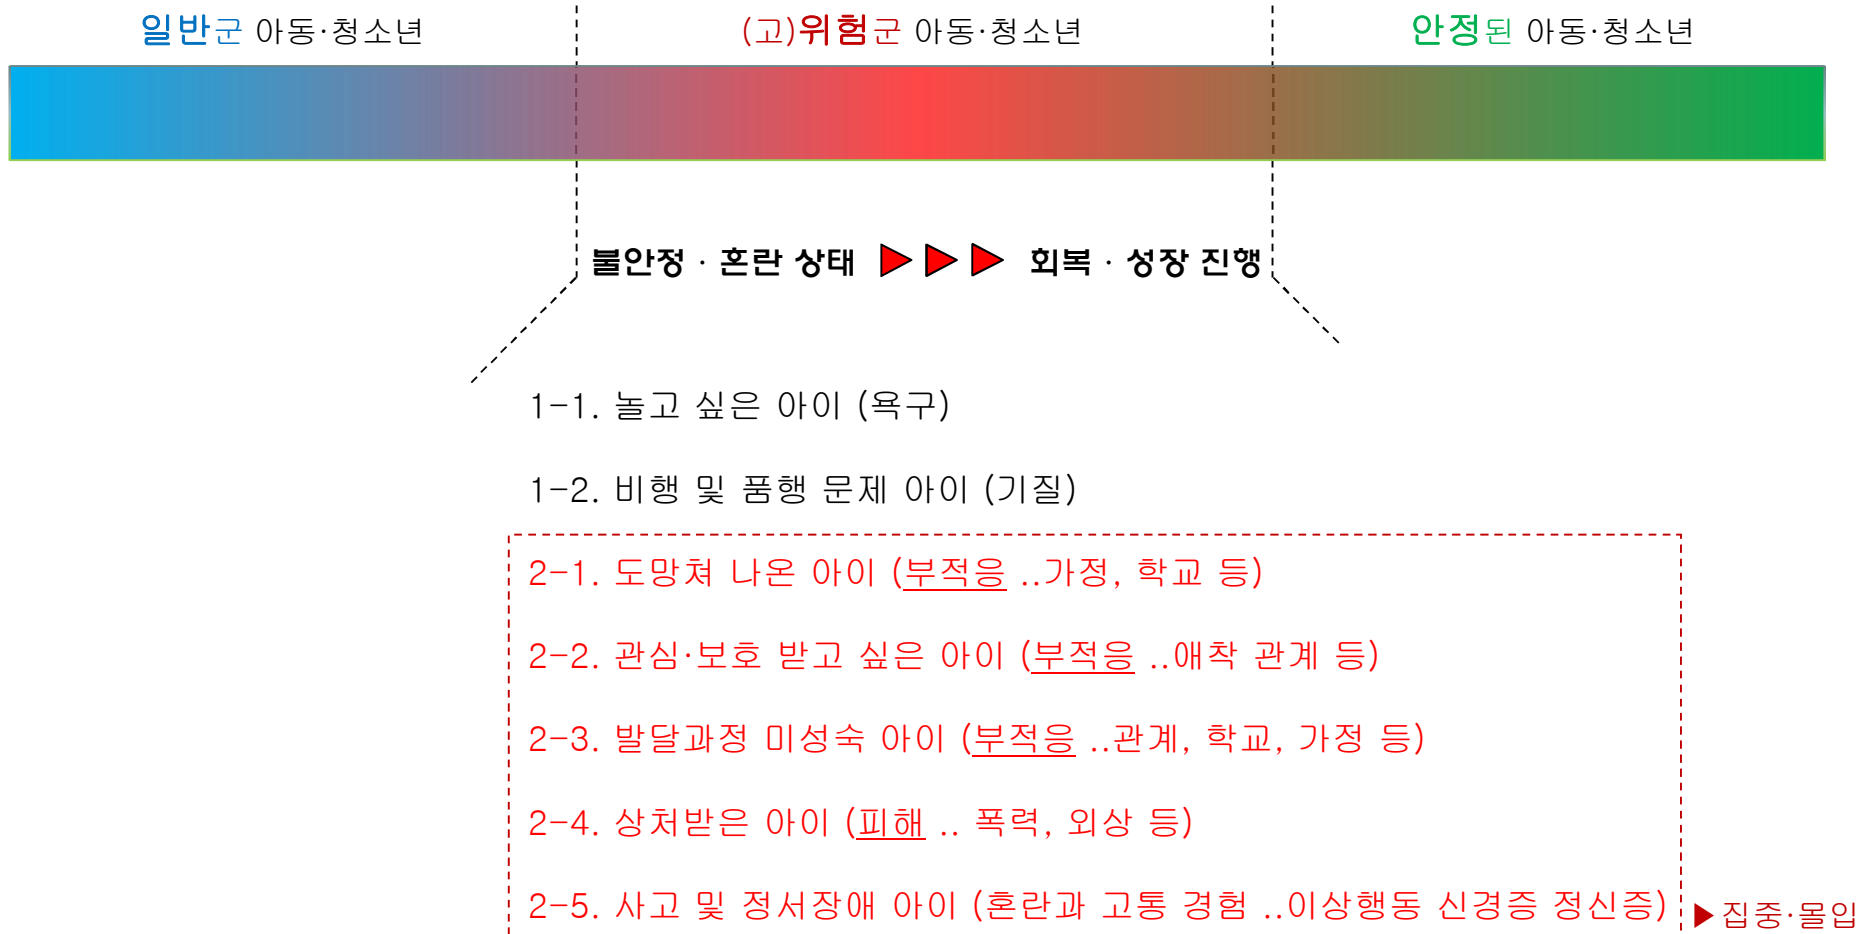 일반군 아동·청소년
(고)위험군 아동·청소년
안정된 아동·청소년
불안정 · 혼란 상태 ▶▶▶ 회복 · 성장 진행
1-1. 놀고 싶은 아이 (욕구)
1-2. 비행 및 품행 문제 아이 (기질)
2-1. 도망쳐 나온 아이 (부적응 ..가정, 학교 등)
2-2. 관심·보호 받고 싶은 아이 (부적응 ..애착 관계 등)
2-3. 발달과정 미성숙 아이 (부적응 ..관계, 학교, 가정 등)
2-4. 상처받은 아이 (피해 .. 폭력, 외상 등)
2-5. 사고 및 정서장애 아이 (혼란과 고통 경험 ..이상행동 신경증 정신증)
▶집중·몰입